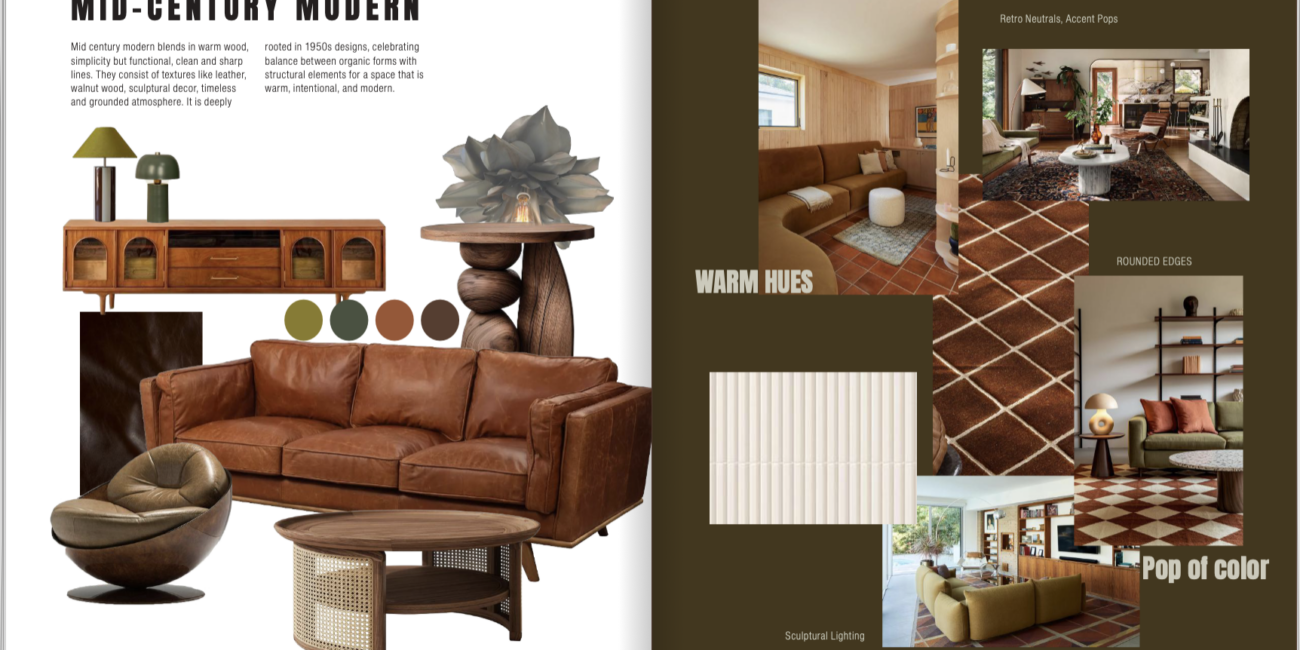 MID-CENTURY MODERN
Mid century modern blends in warm wood,
simplicity but functional, clean and sharp
lines. They consist of textures like leather,
walnut wood, sculptural decor, timeless
and grounded atmosphere. It is deeply
rooted in 1950s designs, celebrating
balance between organic forms with
structural elements for a space that is
warm, intentional, and modern.
Retro Neutrals, Accent Pops
ROUNDED EDGES
WARM HUES
Pop of color
Sculptural Lighting